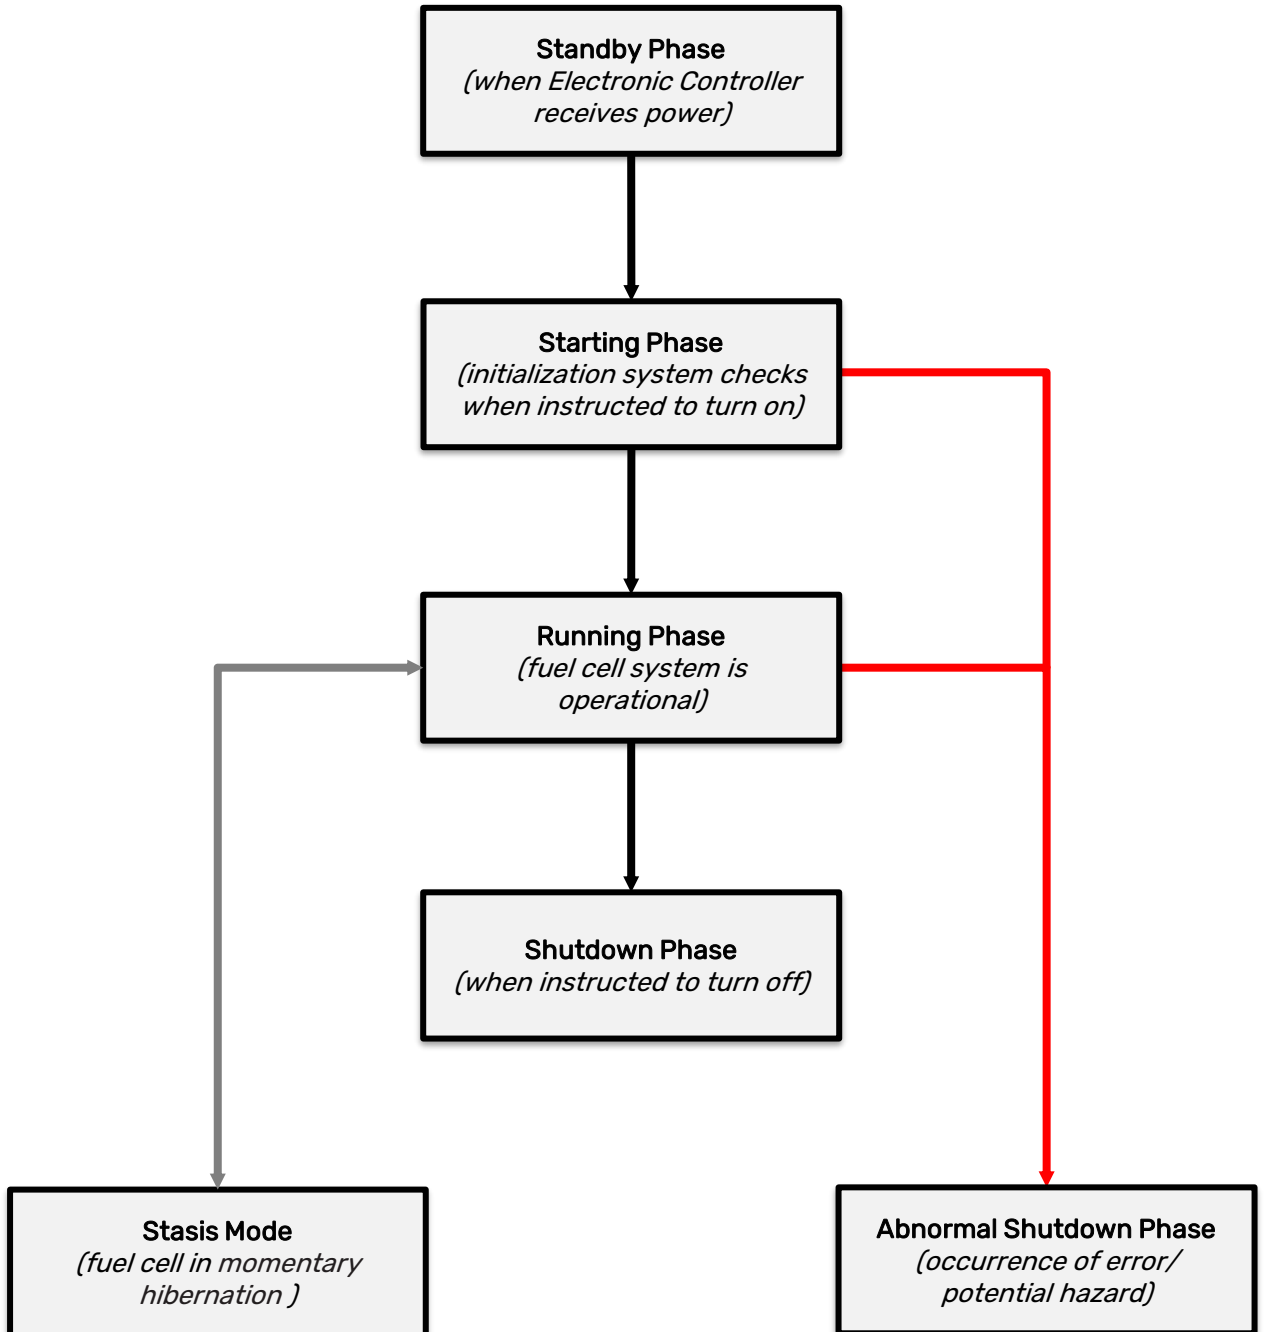 Standby Phase
(when Electronic Controller
receives power)
Starting Phase
(initialization system checks
when instructed to turn on)
Running Phase
(fuel cell system is
operational)
Shutdown Phase
(when instructed to turn off)
Stasis Mode
(fuel cell in momentary
hibernation )
Abnormal Shutdown Phase
(occurrence of error/
potential hazard)